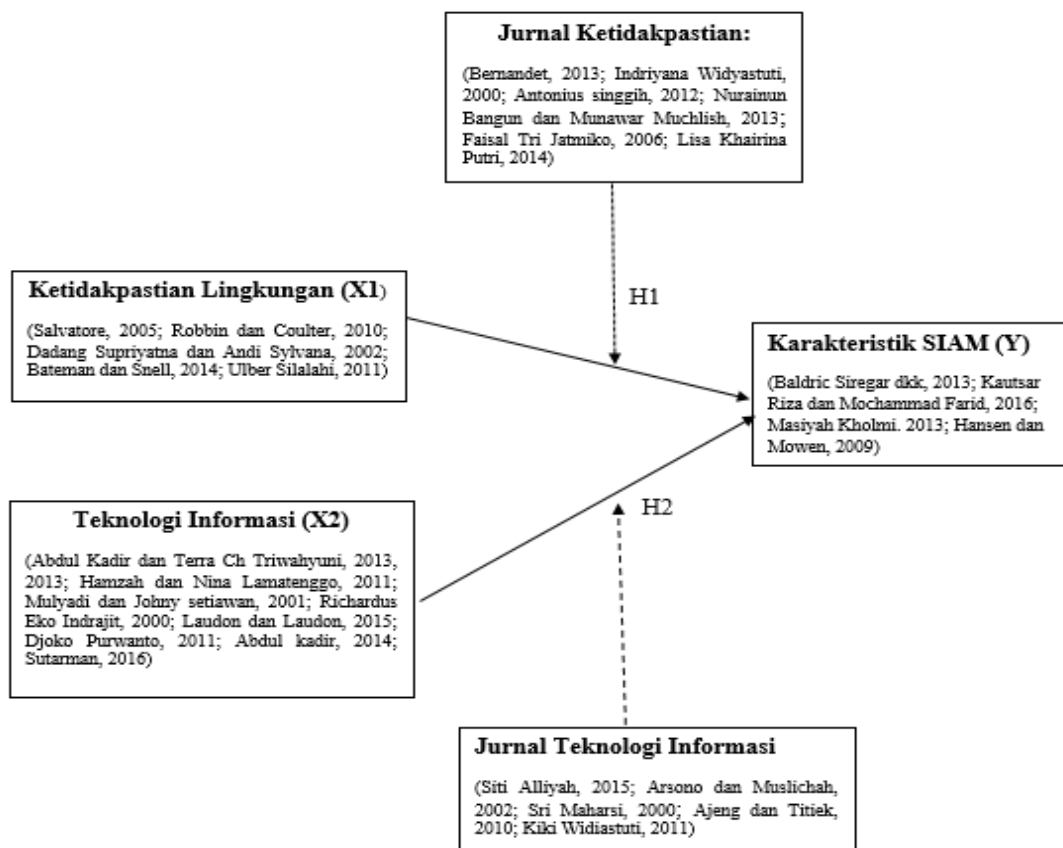 Jurnal Ketidakpastian:
(Bernandet, 2013; Indriyana Widyastuti,
2000; Antonius singgih, 2012; Nurainun
Bangun dan Munawar Muchlish, 2013;
Faisal Tri Jatmiko, 2006; Lisa Khairina
Putri, 2014)
H1
Ketidakpastian Lingkungan (X1)
(Salvatore, 2005; Robbin dan Coulter, 2010;
Dadang Supriyatna dan Andi Sylvana, 2002;
Bateman dan Snell, 2014; Ulber Silalahi, 2011)
Karakteristik SIAM (Y)
(Baldric Siregar dkk, 2013; Kautsar
Riza dan Mochammad Farid, 2016;
Masiyah Kholmi. 2013; Hansen dan
Mowen, 2009)
Teknologi Informasi (X2)
(Abdul Kadir dan Terra Ch Triwahyuni, 2013,
2013; Hamzah dan Nina Lamatenggo, 2011;
Mulyadi dan Johny setiawan, 2001; Richardus
Eko Indrajit, 2000; Laudon dan Laudon, 2015;
Djoko Purwanto, 2011; Abdul kadir, 2014;
Sutarman, 2016)
H2
Jurnal Teknologi Informasi
(Siti Alliyah, 2015; Arsono dan Muslichah,
2002; Sri Maharsi, 2000; Ajeng dan Titiek,
2010; Kiki Widiastuti, 2011)